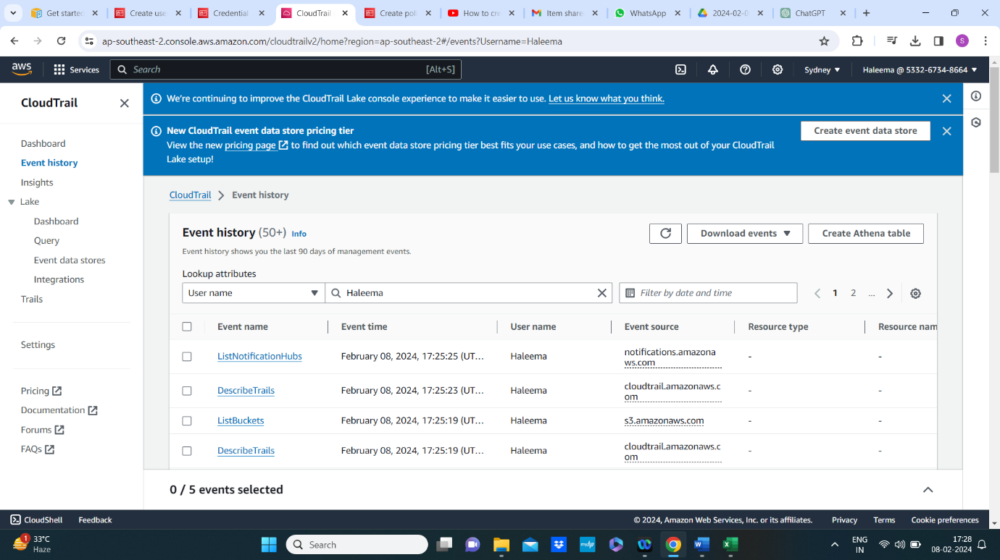 Get started
Create use
Credential
CloudTrail
Create poli
How to cre
Gmail Item share
WhatsApp
2024-02-0
ChatGPT
ap-southeast-2.console.aws.amazon.com/cloudtrailv2/home?region=ap-southeast-2#/events?Username=Haleema
S
aws
Services
Search [Alt+S]
Sydney
Haleema @ 5332-6734-8664
CloudTrail
Dashboard
Event history
Insights
Lake
Dashboard
Query
Event data stores
Integrations
Trails
Settings
Pricing
Documentation
Forums
FAQs
We're continuing to improve the CloudTrail Lake console experience to make it easier to use. Let us know what you think.
New CloudTrail event data store pricing tier
View the new pricing page to find out which event data store pricing tier best fits your use cases, and how to get the most out of your CloudTrail
Lake setup!
Create event data store
CloudTrail Event history
Event history (50+) Info
Event history shows you the last 90 days of management events.
Download events
Create Athena table
Lookup attributes
User name
Haleema
Filter by date and time
1 2 ...
Event name Event time User name Event source Resource type Resource nam
ListNotificationHubs February 08, 2024, 17:25:25 (UT... Haleema notifications.amazona
ws.com - -
DescribeTrails February 08, 2024, 17:25:23 (UT... Haleema cloudtrail.amazonaws.c
om - -
ListBuckets February 08, 2024, 17:25:19 (UT... Haleema s3.amazonaws.com - -
DescribeTrails February 08, 2024, 17:25:19 (UT... Haleema cloudtrail.amazonaws.c
om - -
0 / 5 events selected
CloudShell Feedback
© 2024, Amazon Web Services, Inc. or its affiliates. Privacy Terms Cookie preferences
1
33°C
Haze
Search
ENG
IN
17:28
08-02-2024